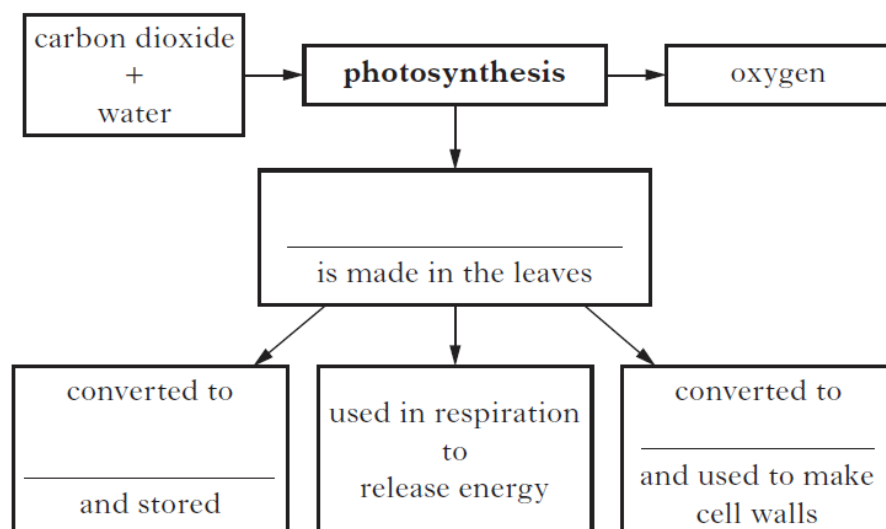 carbon dioxide
+
water
photosynthesis
oxygen
is made in the leaves
converted to
and stored
used in respiration
to
release energy
converted to
and used to make
cell walls